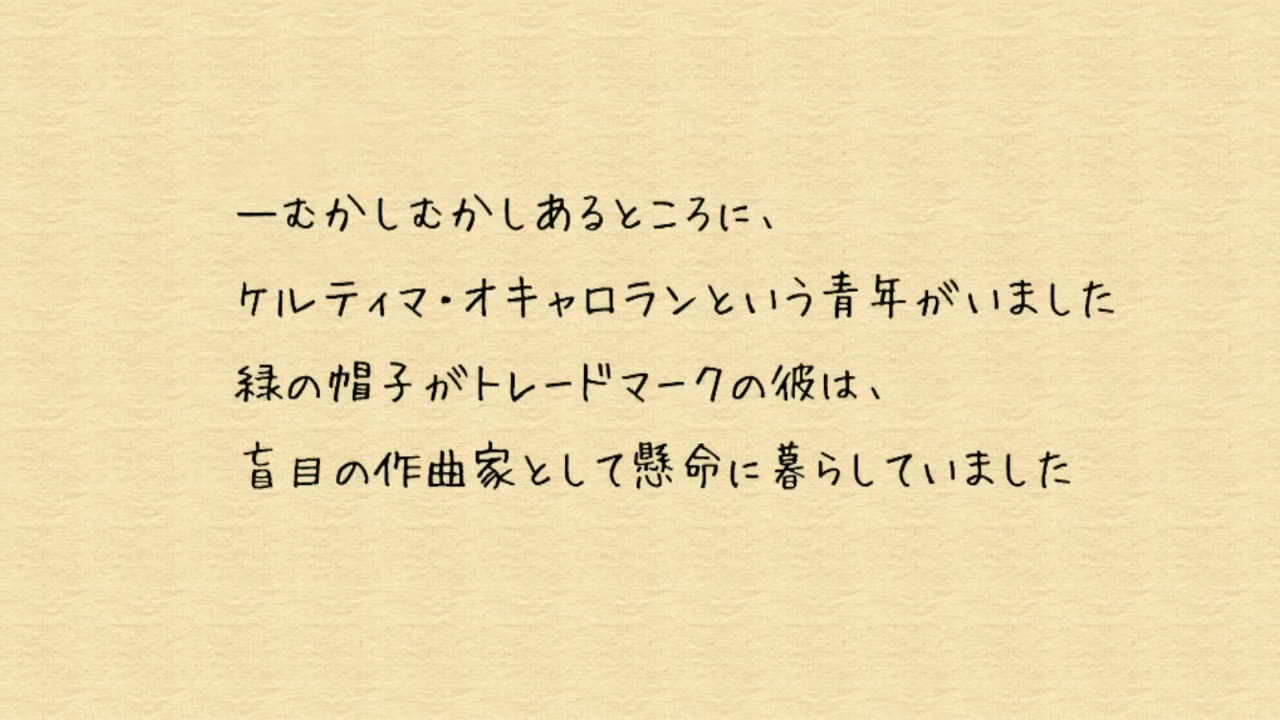 ―むかしむかしあるところに、
ケルティマ・オキャロランという青年がいました
緑の帽子がトレードマークの彼は、
盲目の作曲家として懸命に暮らしていました